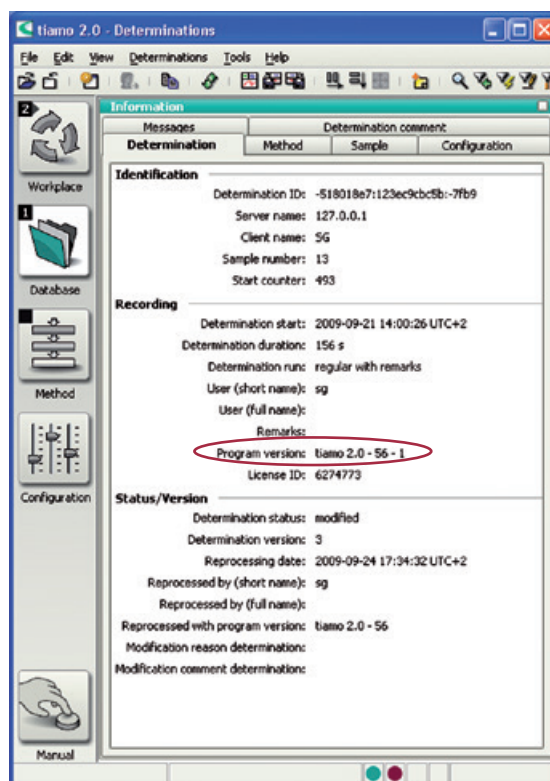 tiamo 2.0 - Determinations
File Edit View Determinations Tools Help
Information
Messages Determination comment
Determination Method Sample Configuration
Identification
Determination ID: -518018e7:123ec9cbc5b:-7fb9
Server name: 127.0.0.1
Client name: SG
Sample number: 13
Start counter: 493
Recording
Determination start: 2009-09-21 14:00:26 UTC+2
Determination duration: 156 s
Determination run: regular with remarks
User (short name): sg
User (full name):
Remarks:
Program version: tiamo 2.0 - 56 - 1
License ID: 6274773
Status/Version
Determination status: modified
Determination version: 3
Reprocessing date: 2009-09-24 17:34:32 UTC+2
Reprocessed by (short name): sg
Reprocessed by (full name):
Reprocessed with program version: tiamo 2.0 - 56
Modification reason determination:
Modification comment determination:
2
Workplace
1
Database
Method
Configuration
Manual